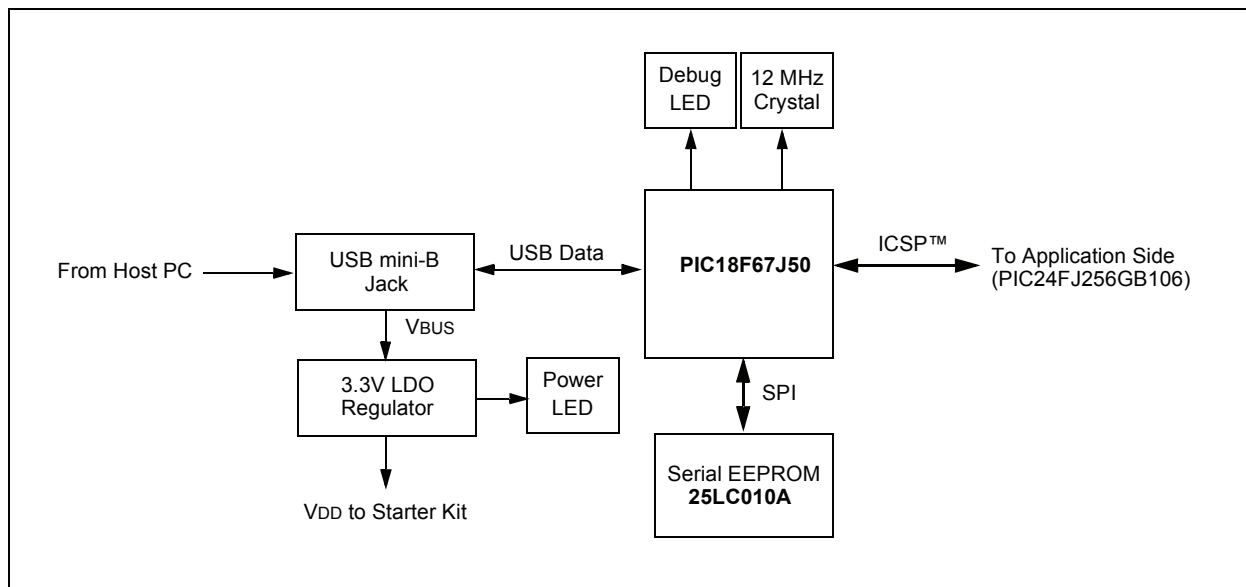 Debug
LED
12 MHz
Crystal
ICSP™
USB Data
From Host PC
USB mini-B
Jack
PIC18F67J50
To Application Side
(PIC24FJ256GB106)
VBUS
3.3V LDO
Regulator
Power
LED
SPI
Serial EEPROM
25LC010A
VDD to Starter Kit